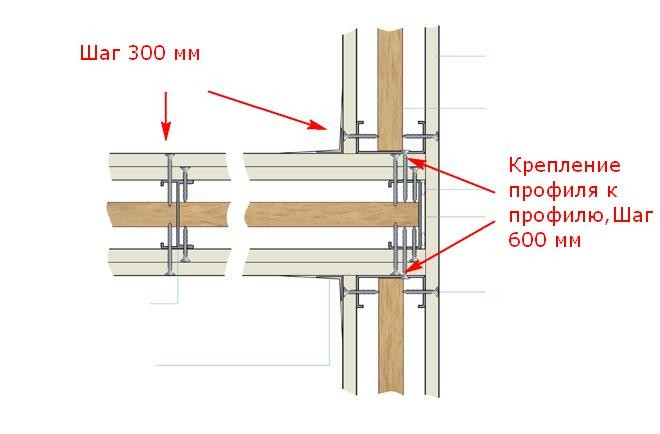 Шаг 300 мм
Крепление
профиля к
профилю,Шаг
600 мм